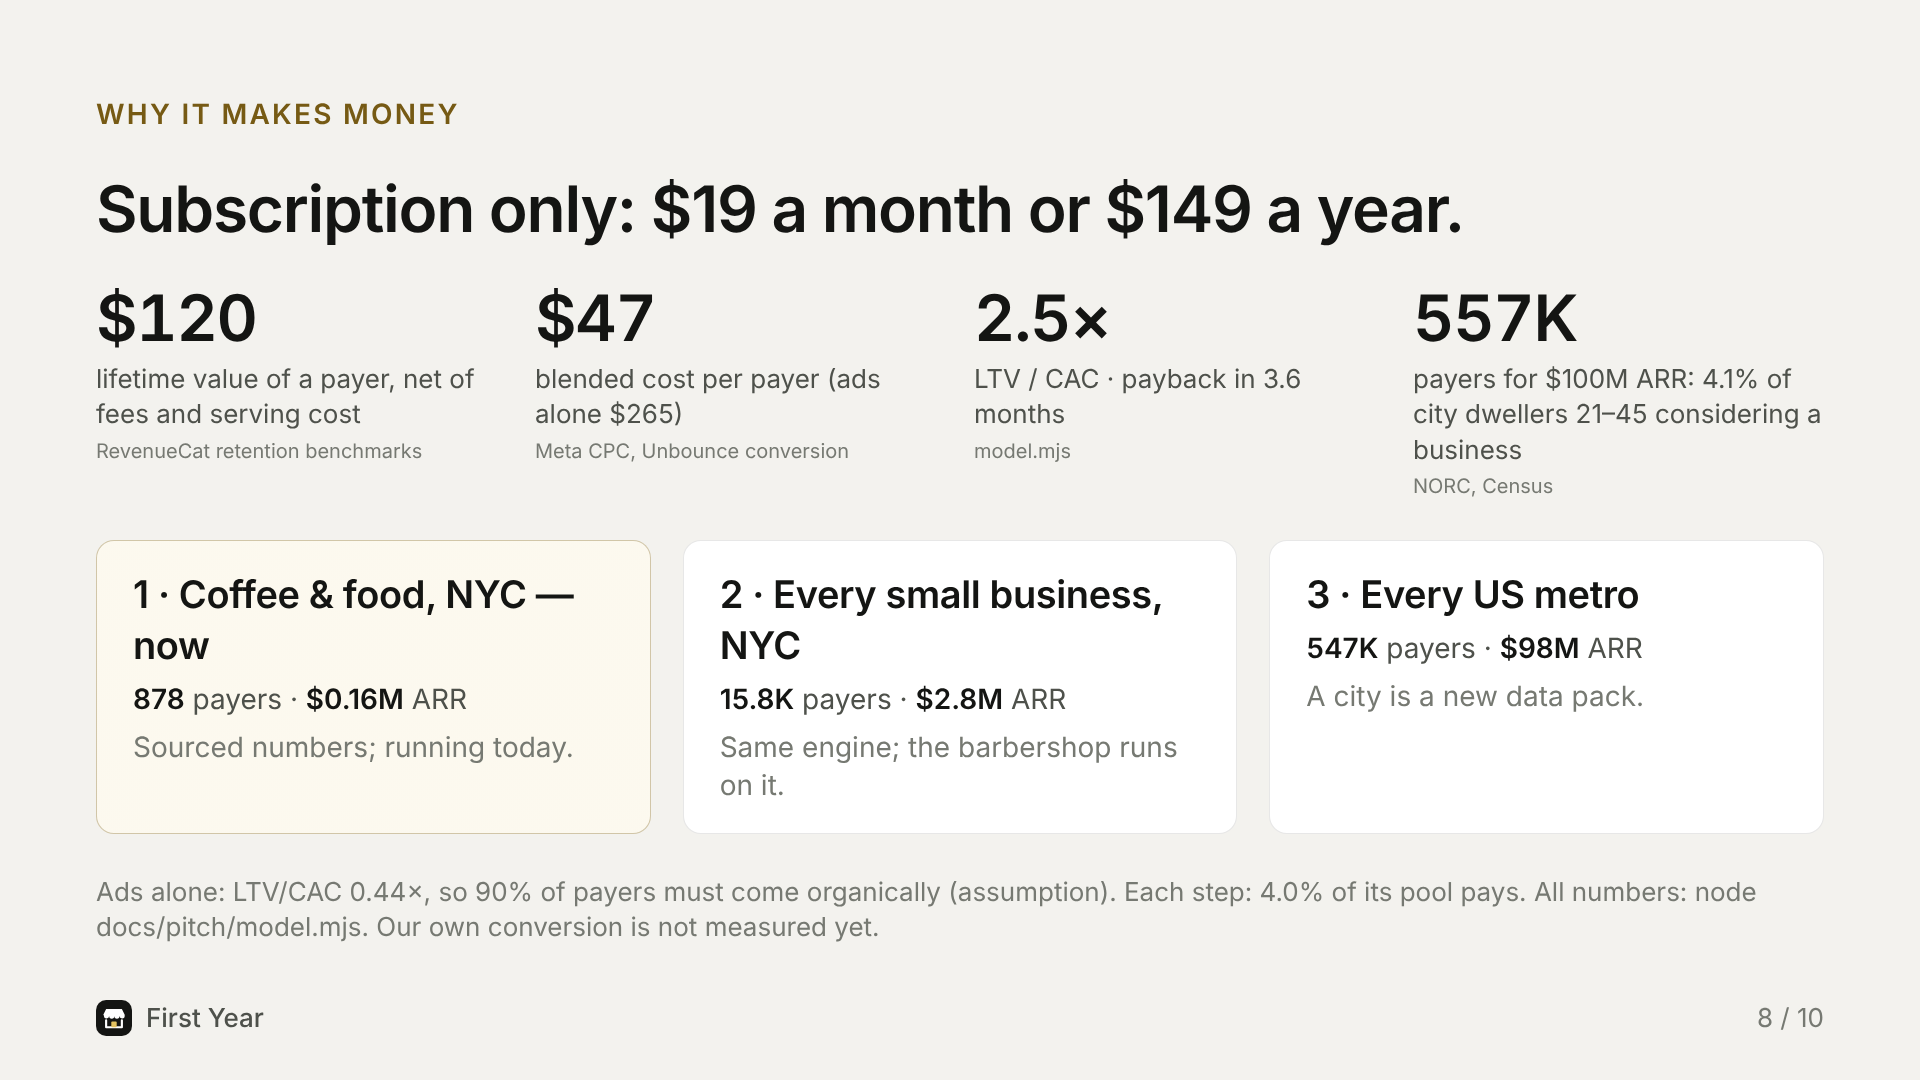 WHY IT MAKES MONEY
Subscription only: $19 a month or $149 a year.
$120
lifetime value of a payer, net of
fees and serving cost
RevenueCat retention benchmarks
$47
blended cost per payer (ads
alone $265)
Meta CPC, Unbounce conversion
2.5×
LTV / CAC · payback in 3.6
months
model.mjs
557K
payers for $100M ARR: 4.1% of
city dwellers 21–45 considering a
business
NORC, Census
1 · Coffee & food, NYC —
now
878 payers · $0.16M ARR
Sourced numbers; running today.
2 · Every small business,
NYC
15.8K payers · $2.8M ARR
Same engine; the barbershop runs
on it.
3 · Every US metro
547K payers · $98M ARR
A city is a new data pack.
Ads alone: LTV/CAC 0.44×, so 90% of payers must come organically (assumption). Each step: 4.0% of its pool pays. All numbers: node
docs/pitch/model.mjs. Our own conversion is not measured yet.
First Year
8 / 10